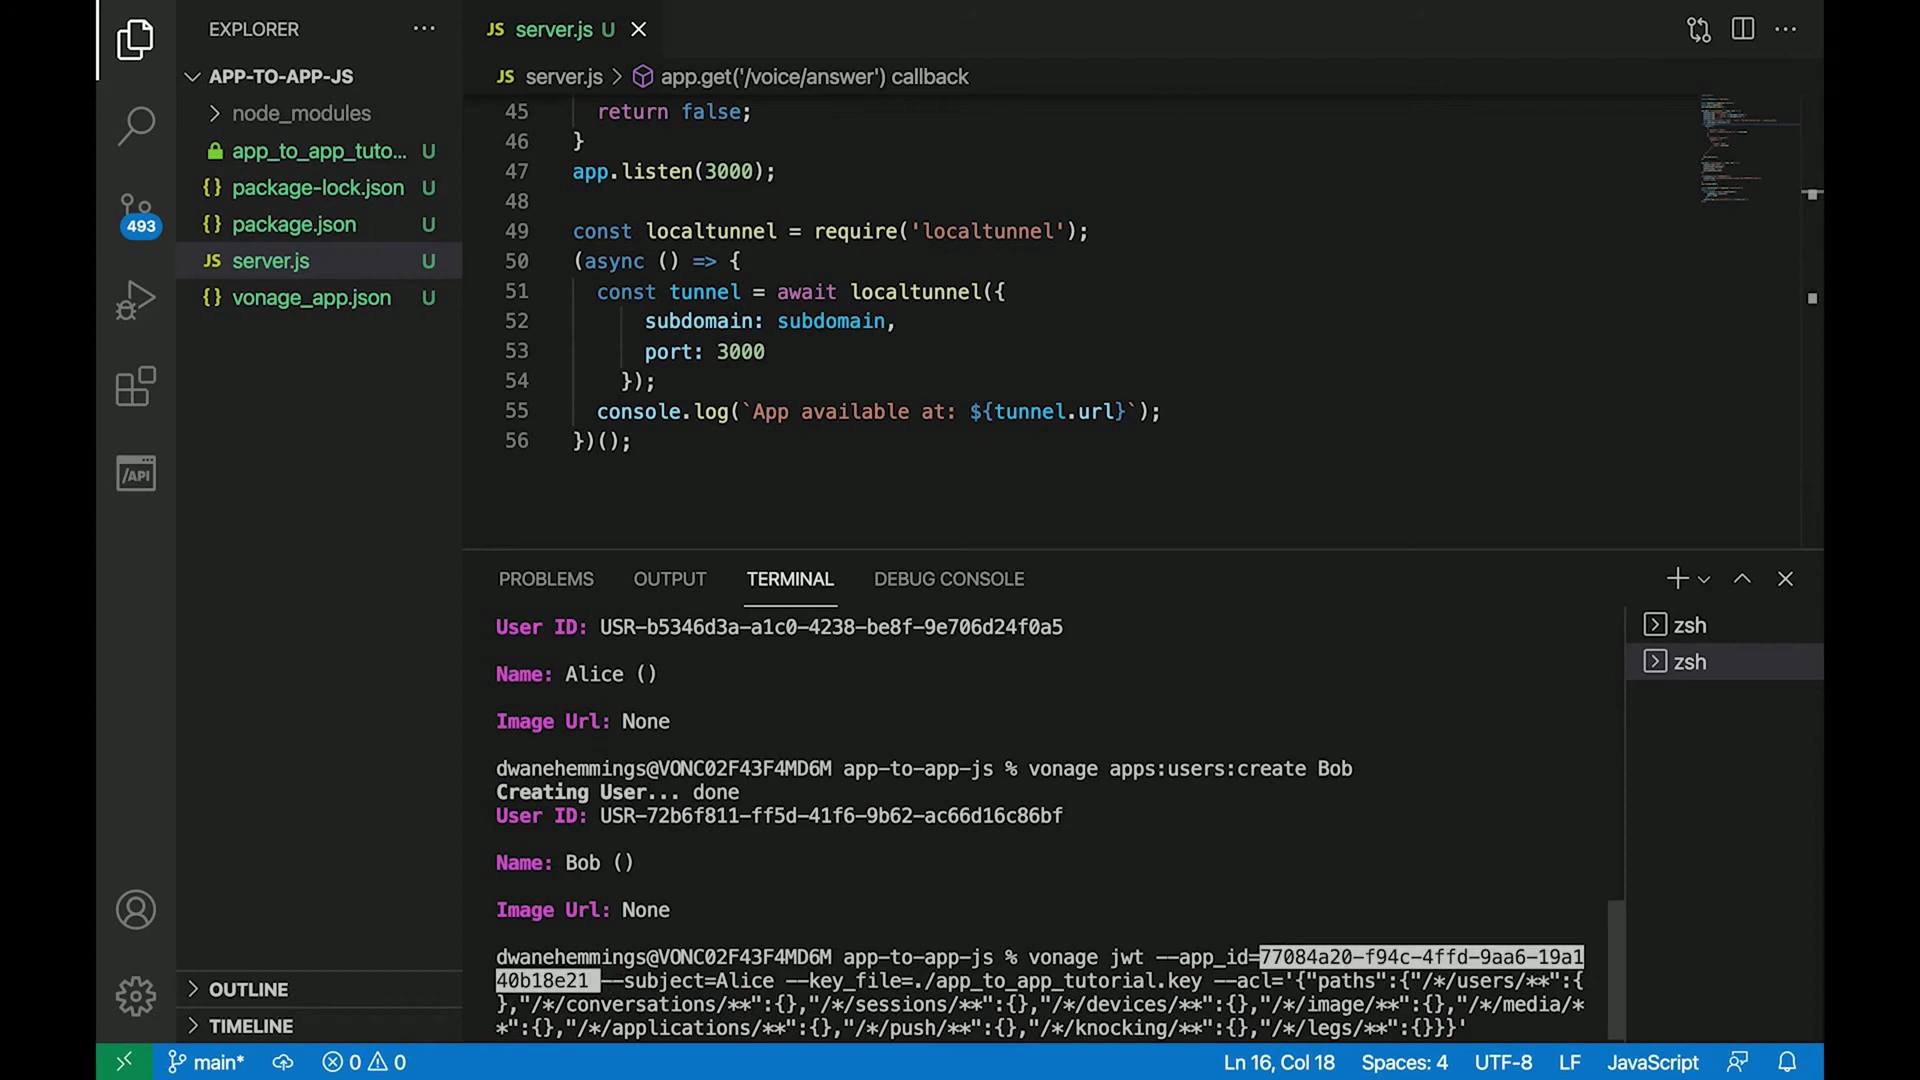 EXPLORER
APP-TO-APP-JS
node_modules
app_to_app_tuto... U
package-lock.json U
package.json U
server.js U
vonage_app.json U
493
/API
OUTLINE
TIMELINE
JS server.js U
JS server.js > app.get('/voice/answer') callback
45 return false;
46 }
47 app.listen(3000);
48
49 const localtunnel = require('localtunnel');
50 (async () => {
51 const tunnel = await localtunnel({
52 subdomain: subdomain,
53 port: 3000
54 });
55 console.log(`App available at: ${tunnel.url}`);
56 })();
PROBLEMS OUTPUT TERMINAL DEBUG CONSOLE
User ID: USR-b5346d3a-a1c0-4238-be8f-9e706d24f0a5
Name: Alice ()
Image Url: None
dwanehemmings@VONC02F43F4MD6M app-to-app-js % vonage apps:users:create Bob
Creating User... done
User ID: USR-72b6f811-ff5d-41f6-9b62-ac66d16c86bf
Name: Bob ()
Image Url: None
dwanehemmings@VONC02F43F4MD6M app-to-app-js % vonage jwt --app_id=77084a20-f94c-4ffd-9aa6-19a1
40b18e21 --subject=Alice --key_file=./app_to_app_tutorial.key --acl='{"paths":{"/*/users/**":{
},"/*/conversations/**":{},"/*/sessions/**":{},"/*/devices/**":{},"/*/image/**":{},"/*/media/*
*":{},"/*/applications/**":{},"/*/push/**":{},"/*/knocking/**":{},"/*/legs/**":{}}}'
zsh
zsh
main* 0 0 Ln 16, Col 18 Spaces: 4 UTF-8 LF JavaScript